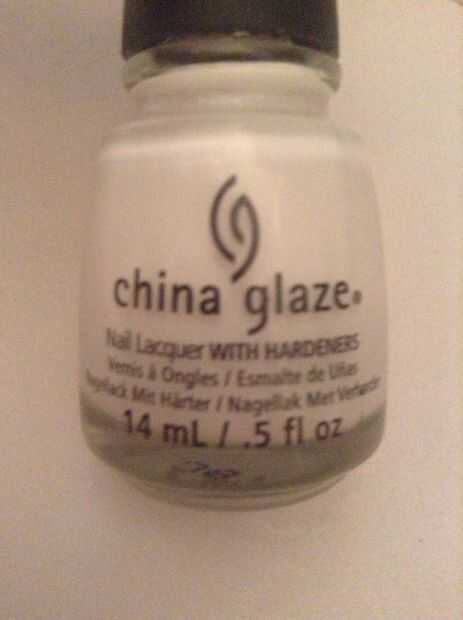 china glaze®
Nail Lacquer WITH HARDENERS
Vernis à Ongles / Esmalte de Uñas
Nagellack Mit Härter / Nagellak Met Verharder
14 mL / .5 fl oz